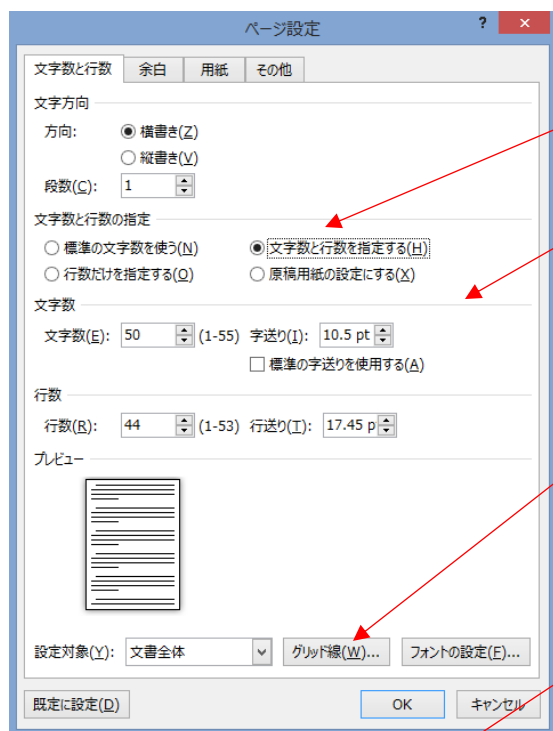 ページ設定 ?
文字数と行数 余白 用紙 その他
文字方向
方向: 横書き(Z)
縦書き(V)
段数(C): 1
文字数と行数の指定
標準の文字数を使う(N) 文字数と行数を指定する(H)
行数だけを指定する(O) 原稿用紙の設定にする(X)
文字数
文字数(E): 50 (1-55) 字送り(I): 10.5 pt
標準の字送りを使用する(A)
行数
行数(R): 44 (1-53) 行送り(T): 17.45 p
プレビュー
設定対象(Y): 文書全体 グリッド線(W)... フォントの設定(F)...
既定に設定(D) OK キャンセル